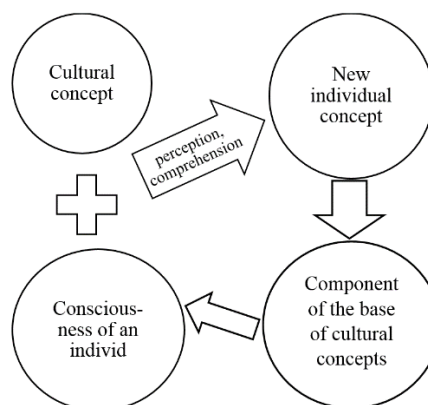 Cultural
concept
perception,
comprehension
New
individual
concept
Conscious-
ness of an
individ
Component
of the base
of cultural
concepts